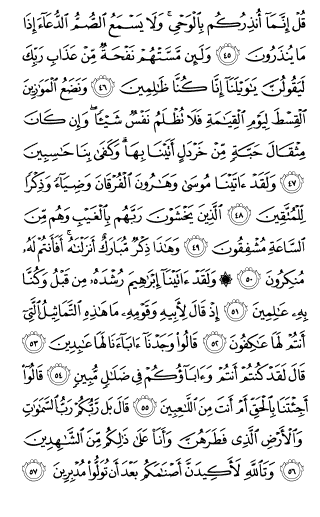 قُلْ إِنَّمَآ أُنذِرُكُم بِٱلْوَحْىِ ۚ وَلَا يَسْمَعُ ٱلصُّمُّ ٱلدُّعَآءَ إِذَا
مَا يُنذَرُونَ ٤٥ وَلَئِن مَّسَّتْهُمْ نَفْحَةٌ مِّنْ عَذَابِ رَبِّكَ
لَيَقُولُنَّ يَٰوَيْلَنَآ إِنَّا كُنَّا ظَٰلِمِينَ ٤٦ وَنَضَعُ ٱلْمَوَٰزِينَ
ٱلْقِسْطَ لِيَوْمِ ٱلْقِيَٰمَةِ فَلَا تُظْلَمُ نَفْسٌ شَيْـًٔا ۖ وَإِن كَانَ
مِثْقَالَ حَبَّةٍ مِّنْ خَرْدَلٍ أَتَيْنَا بِهَا ۗ وَكَفَىٰ بِنَا حَٰسِبِينَ
٤٧ وَلَقَدْ ءَاتَيْنَا مُوسَىٰ وَهَٰرُونَ ٱلْفُرْقَانَ وَضِيَآءً وَذِكْرًا
لِّلْمُتَّقِينَ ٤٨ ٱلَّذِينَ يَخْشَوْنَ رَبَّهُم بِٱلْغَيْبِ وَهُم مِّنَ
ٱلسَّاعَةِ مُشْفِقُونَ ٤٩ وَهَٰذَا ذِكْرٌ مُّبَارَكٌ أَنزَلْنَٰهُ ۚ أَفَأَنتُمْ لَهُۥ
مُنكِرُونَ ٥٠ ۞ وَلَقَدْ ءَاتَيْنَآ إِبْرَٰهِيمَ رُشْدَهُۥ مِن قَبْلُ وَكُنَّا
بِهِۦ عَٰلِمِينَ ٥١ إِذْ قَالَ لِأَبِيهِ وَقَوْمِهِۦ مَا هَٰذِهِ ٱلتَّمَاثِيلُ ٱلَّتِىٓ
أَنتُمْ لَهَا عَٰكِفُونَ ٥٢ قَالُوا۟ وَجَدْنَآ ءَابَآءَنَا لَهَا عَٰبِدِينَ ٥٣
قَالَ لَقَدْ كُنتُمْ أَنتُمْ وَءَابَآؤُكُمْ فِى ضَلَٰلٍ مُّبِينٍ ٥٤ قَالُوٓا۟
أَجِئْتَنَا بِٱلْحَقِّ أَمْ أَنتَ مِنَ ٱللَّٰعِبِينَ ٥٥ قَالَ بَل رَّبُّكُمْ رَبُّ ٱلسَّمَٰوَٰتِ
وَٱلْأَرْضِ ٱلَّذِى فَطَرَهُنَّ وَأَنَا۠ عَلَىٰ ذَٰلِكُم مِّنَ ٱلشَّٰهِدِينَ
٥٦ وَتَٱللَّهِ لَأَكِيدَنَّ أَصْنَٰمَكُم بَعْدَ أَن تُوَلُّوا۟ مُدْبِرِينَ ٥٧